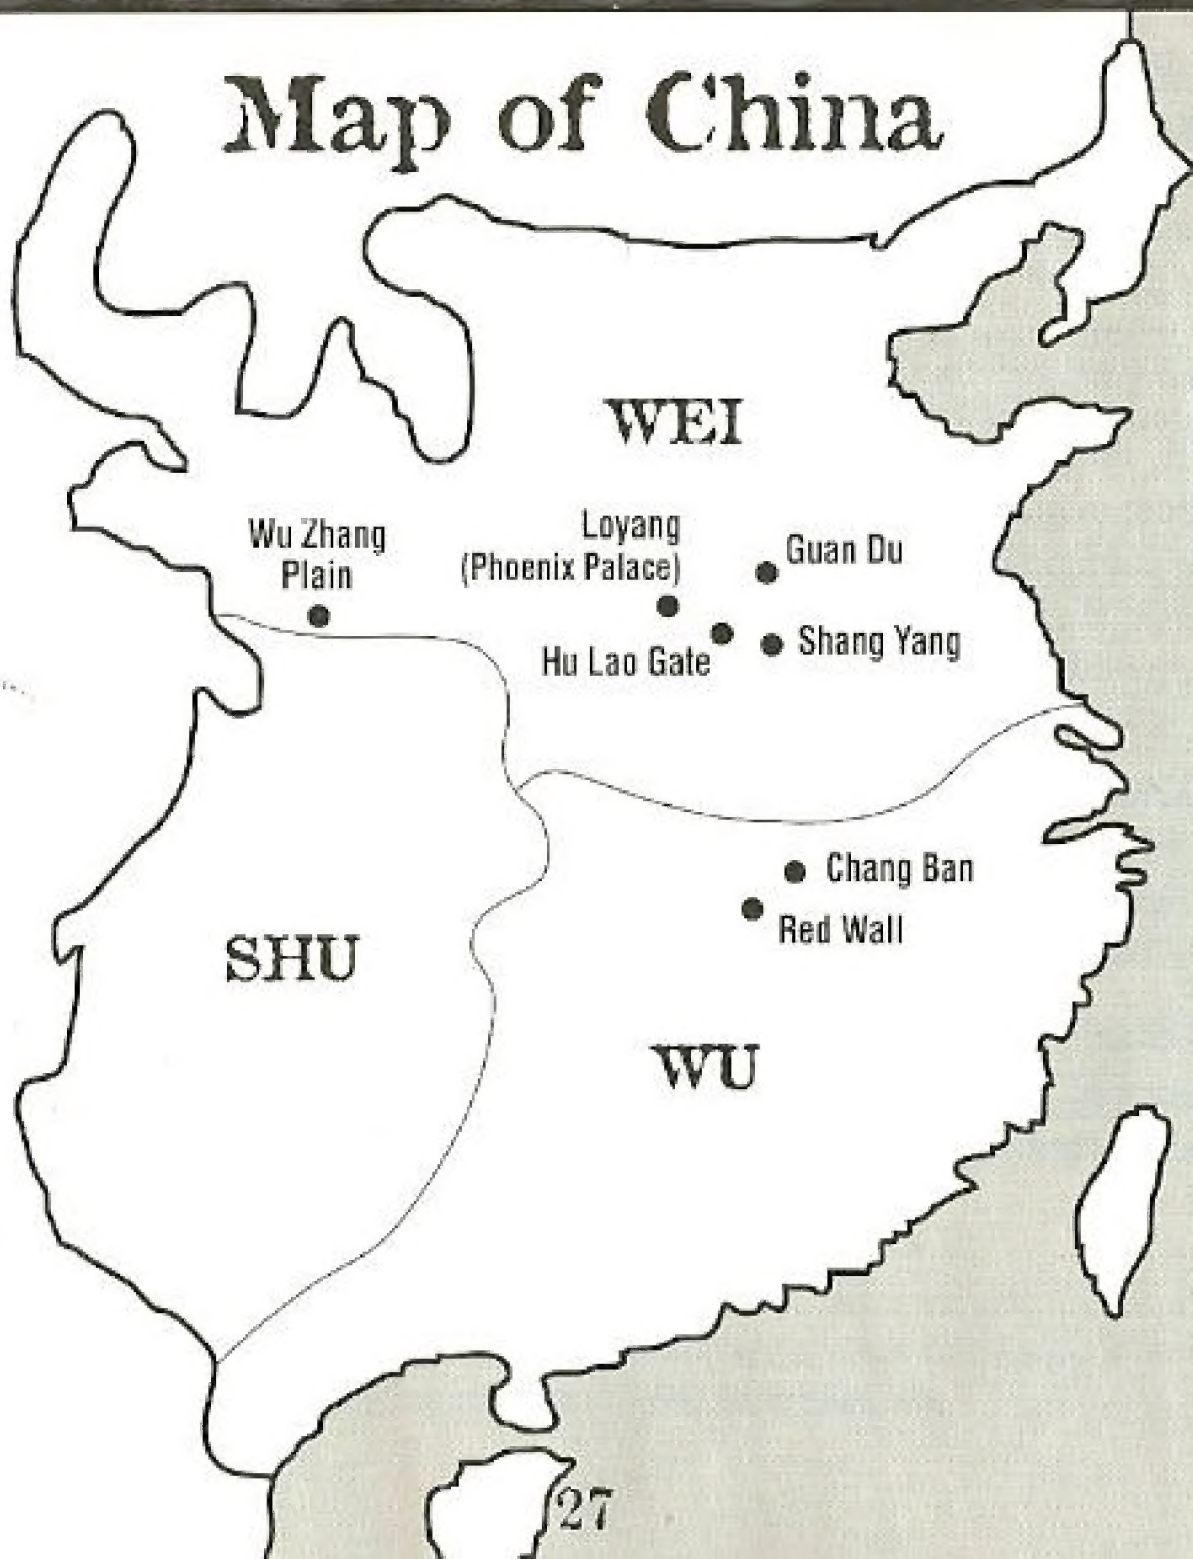 Map of China
WEI
Wu Zhang
Plain
Loyang
(Phoenix Palace)
Guan Du
Hu Lao Gate
Shang Yang
Chang Ban
Red Wall
SHU
WU
27